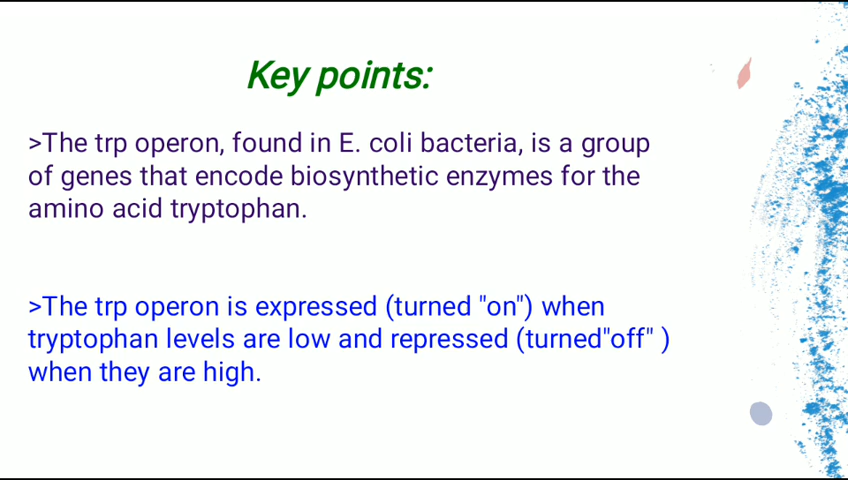 Key points:
>The trp operon, found in E. coli bacteria, is a group
of genes that encode biosynthetic enzymes for the
amino acid tryptophan.
>The trp operon is expressed (turned "on") when
tryptophan levels are low and repressed (turned"off" )
when they are high.